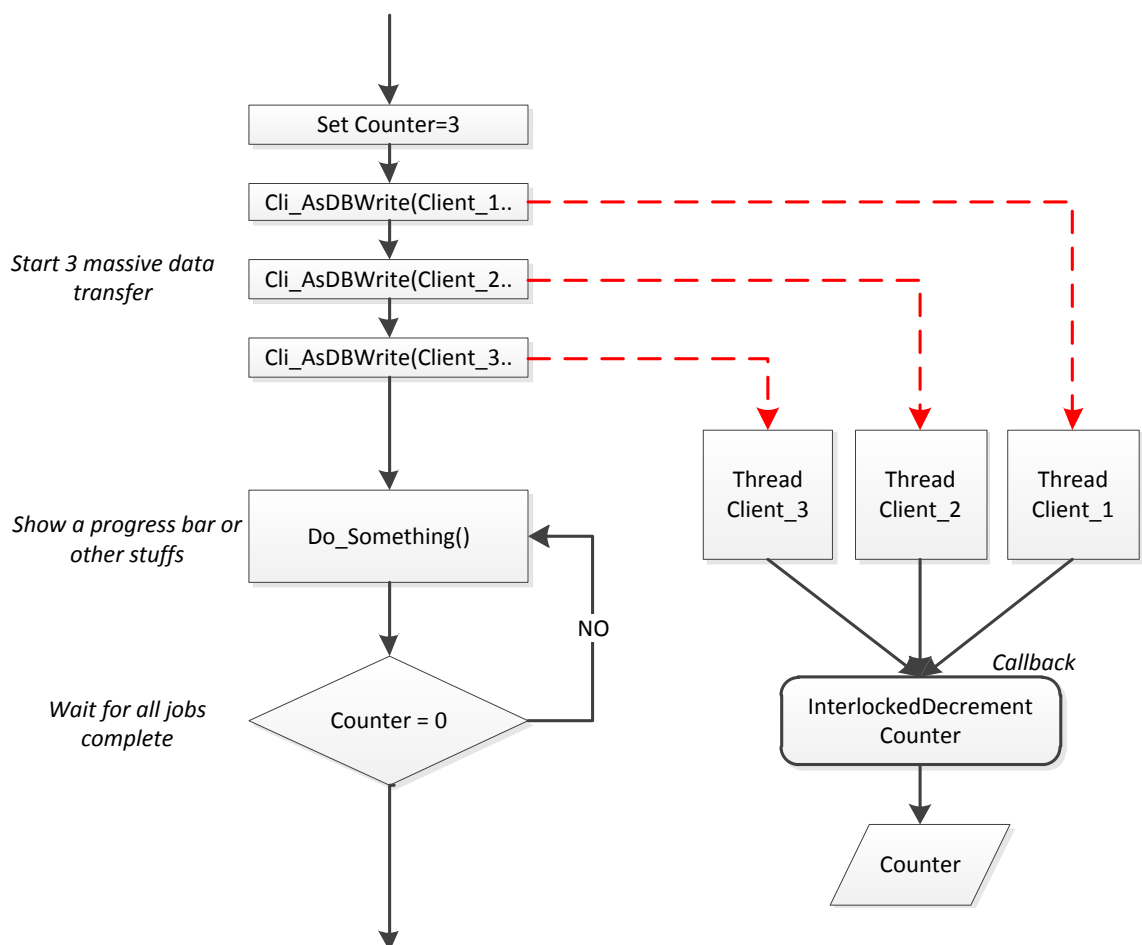 Set Counter=3
Cli_AsDBWrite(Client_1..
Start 3 massive data
transfer
Cli_AsDBWrite(Client_2..
Cli_AsDBWrite(Client_3..
Thread
Client_3
Thread
Client_2
Thread
Client_1
Show a progress bar or
other stuffs
Do_Something()
NO
Callback
Wait for all jobs
complete
Counter = 0
InterlockedDecrement
Counter
Counter